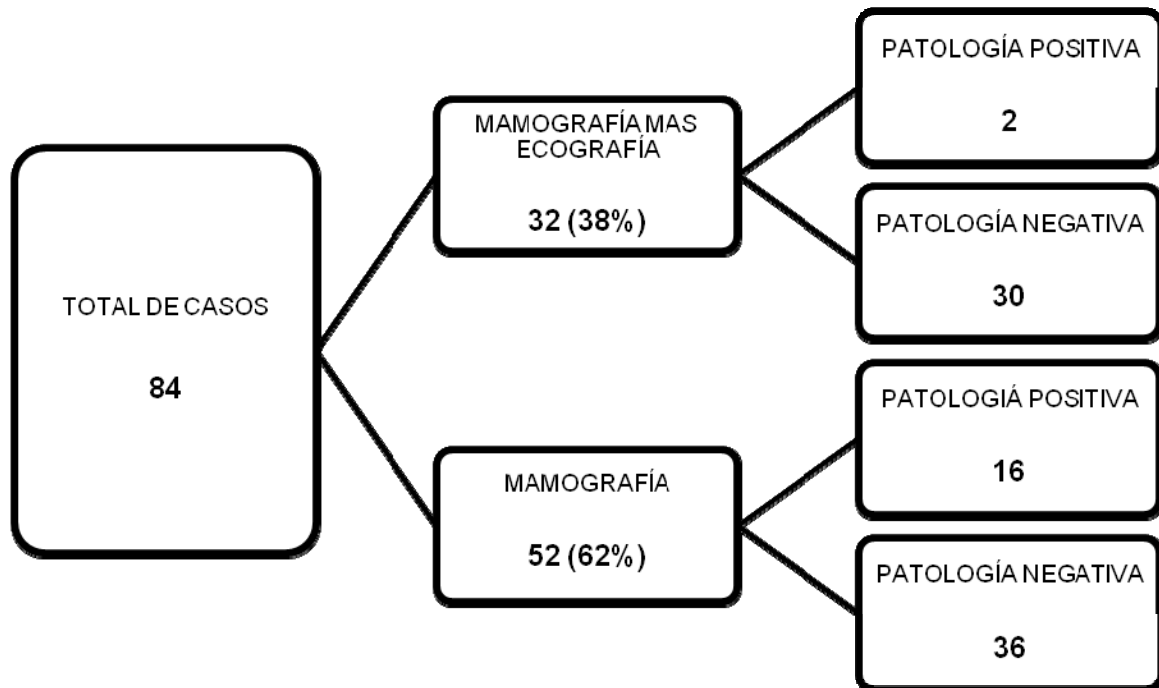 TOTAL DE CASOS
84
MAMOGRAFÍA MAS
ECOGRAFÍA
32 (38%)
PATOLOGÍA POSITIVA
2
PATOLOGÍA NEGATIVA
30
MAMOGRAFÍA
52 (62%)
PATOLOGIÁ POSITIVA
16
PATOLOGÍA NEGATIVA
36